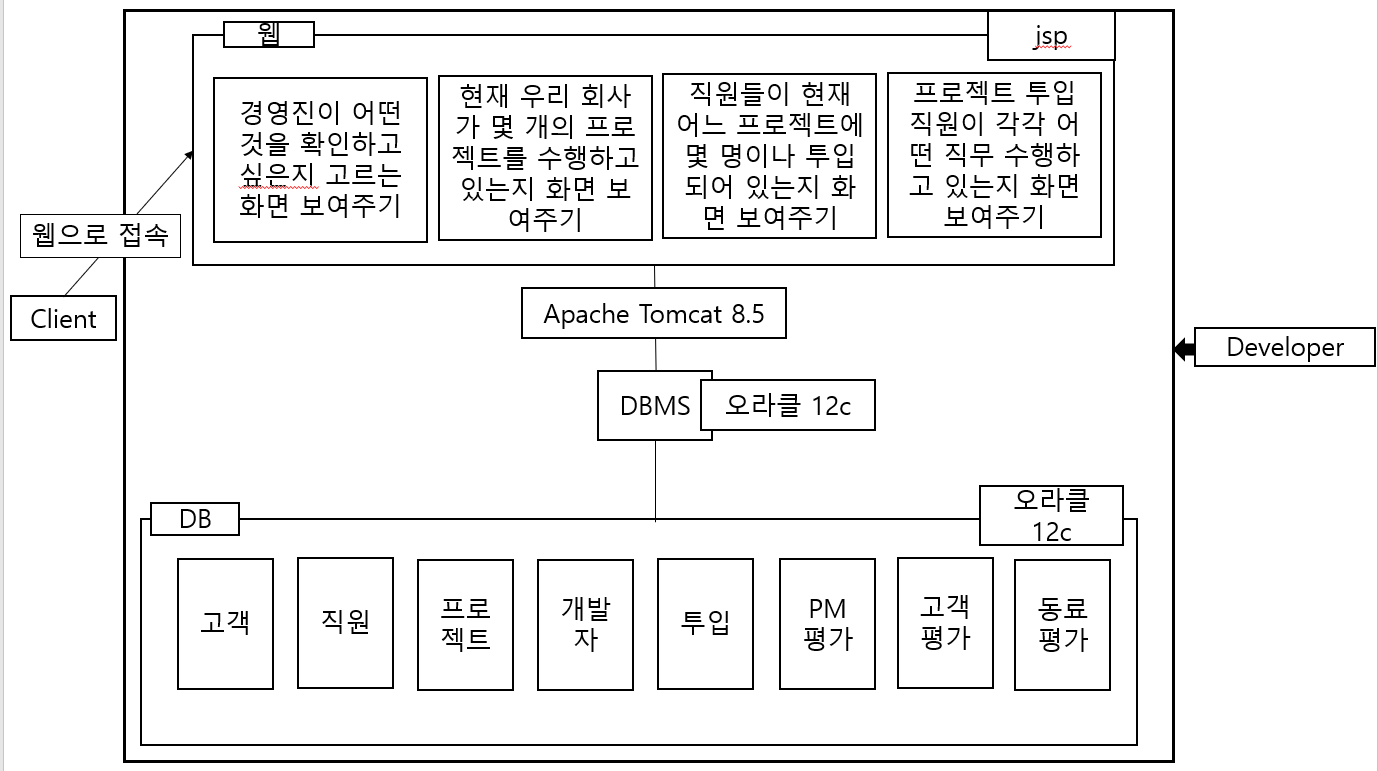 웹
jsp
경영진이 어떤
것을 확인하고
싶은지 고르는
화면 보여주기
현재 우리 회사
가 몇 개의 프로
젝트를 수행하고
있는지 화면 보
여주기
직원들이 현재
어느 프로젝트에
몇 명이나 투입
되어 있는지 화
면 보여주기
프로젝트 투입
직원이 각각 어
떤 직무 수행하
고 있는지 화면
보여주기
웹으로 접속
Client
Apache Tomcat 8.5
Developer
DBMS
오라클 12c
DB
오라클
12c
고객
직원
프로
젝트
개발
자
투입
PM
평가
고객
평가
동료
평가